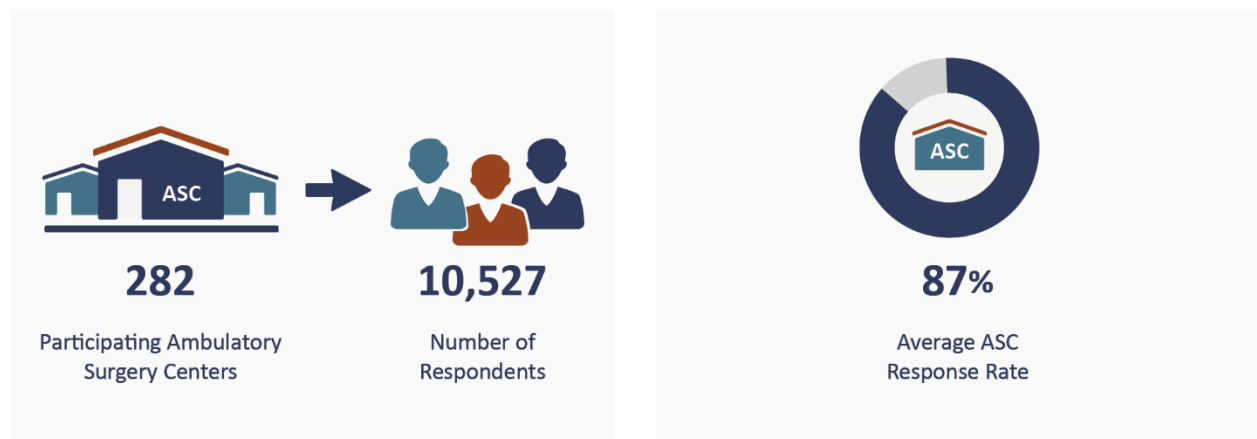 ASC
282
Participating Ambulatory
Surgery Centers
10,527
Number of
Respondents
ASC
87%
Average ASC
Response Rate